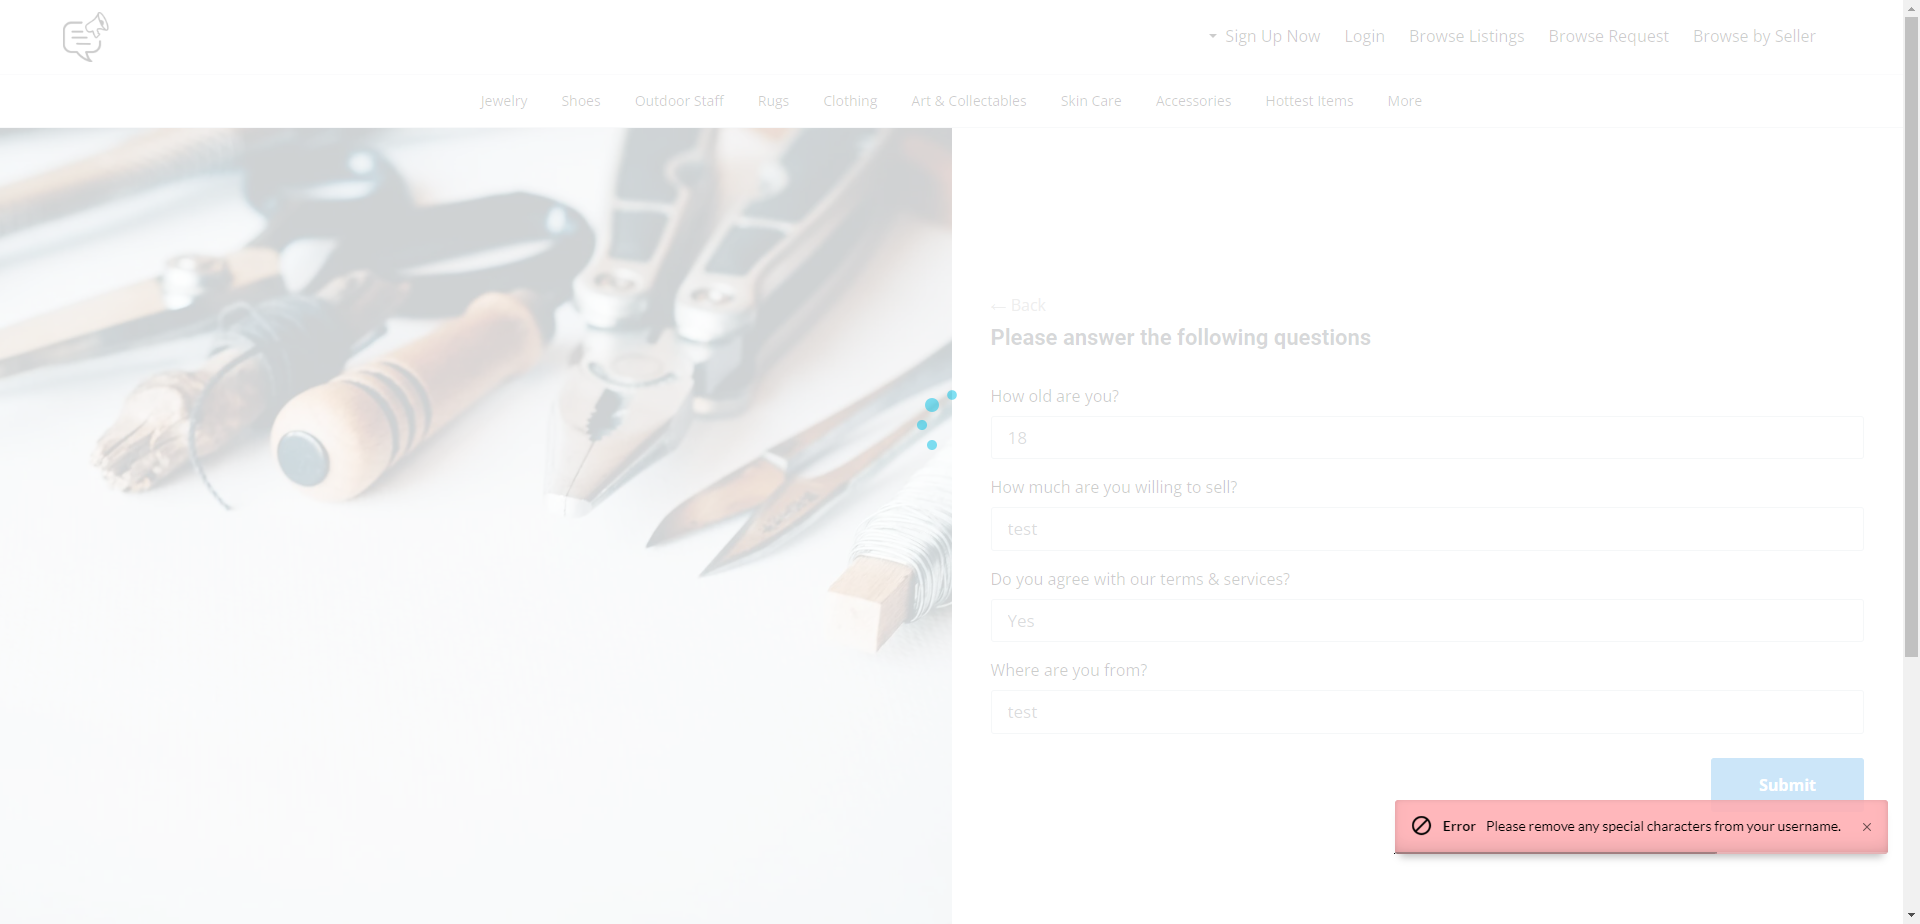 Sign Up Now Login Browse Listings Browse Request Browse by Seller
Jewelry Shoes Outdoor Staff Rugs Clothing Art & Collectables Skin Care Accessories Hottest Items More
← Back
Please answer the following questions
How old are you?
18
How much are you willing to sell?
test
Do you agree with our terms & services?
Yes
Where are you from?
test
Submit
Error Please remove any special characters from your username. ×